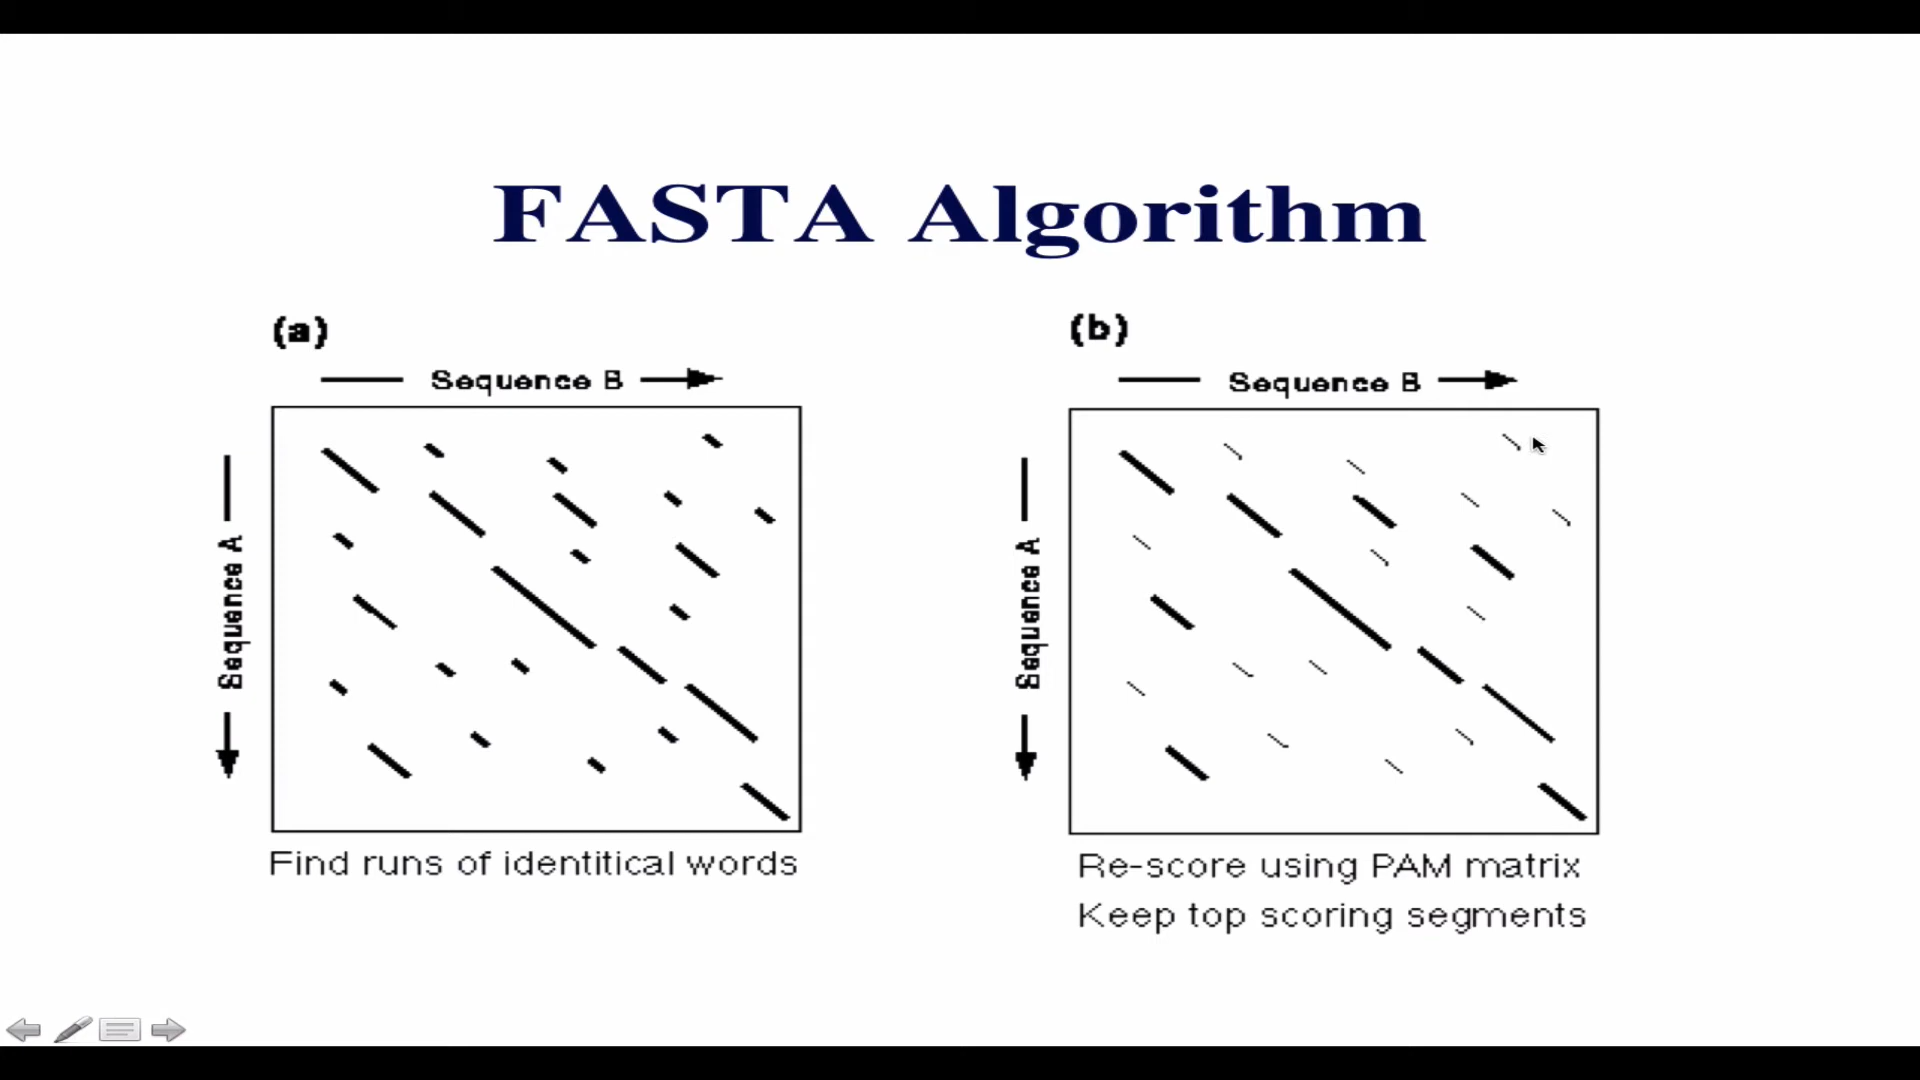 FASTA Algorithm
(a)
Sequence B
Sequence A
Find runs of identitical words
(b)
Sequence B
Sequence A
Re-score using PAM matrix
Keep top scoring segments